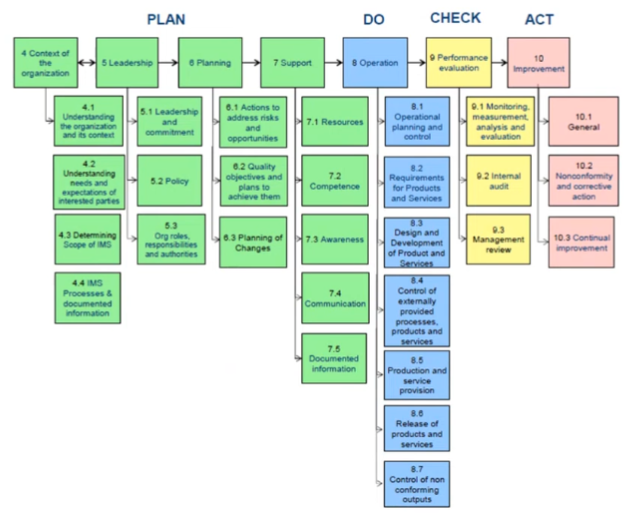 PLAN
DO
CHECK
ACT
4 Context of
the
organization
5 Leadership
6 Planning
7 Support
8 Operation
9 Performance
evaluation
10
Improvement
4.1
Understanding
the organization
and its context
4.2
Understanding
needs and
expectations of
interested parties
4.3 Determining
Scope of IMS
4.4 IMS
Processes &
documented
information
5.1 Leadership
and
commitment
5.2 Policy
5.3
Org roles,
responsibilities
and authorities
6.1 Actions to
address risks
and
opportunities
6.2 Quality
objectives and
plans to
achieve them
6.3 Planning of
Changes
7.1 Resources
7.2
Competence
7.3 Awareness
7.4
Communication
7.5
Documented
information
8.1
Operational
planning and
control
8.2
Requirements
for Products
and Services
8.3
Design and
Development
of Product and
Services
8.4
Control of
externally
provided
processes,
products and
services
8.5
Production and
service
provision
8.6
Release of
products and
services
8.7
Control of non
conforming
outputs
9.1 Monitoring,
measurement,
analysis and
evaluation
9.2 Internal
audit
9.3
Management
review
10.1
General
10.2
Nonconformity
and corrective
action
10.3 Continual
improvement